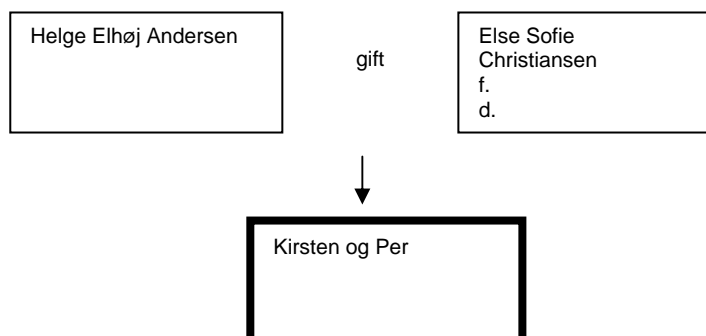 Helge Elhøj Andersen
gift
Else Sofie
Christiansen
f.
d.
Kirsten og Per